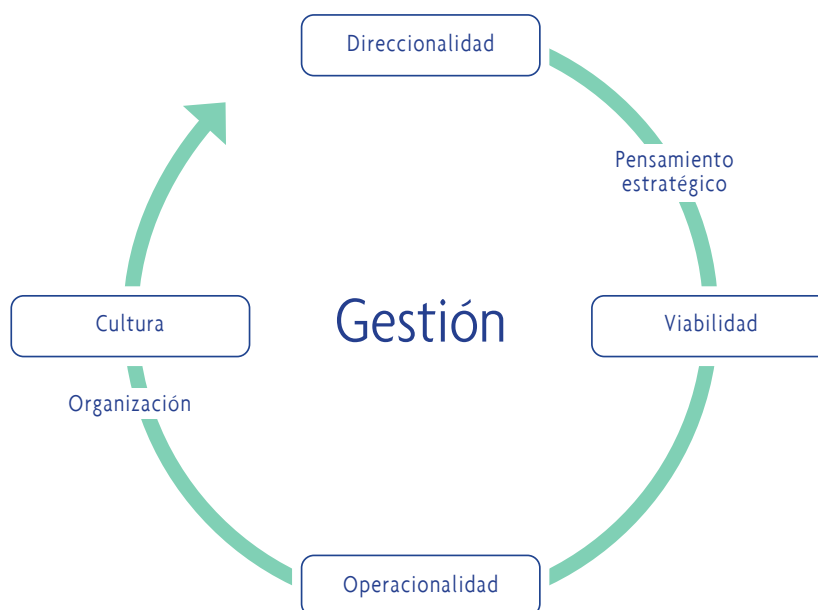 Direccionalidad
Pensamiento
estratégico
Cultura
Gestión
Viabilidad
Organización
Operacionalidad